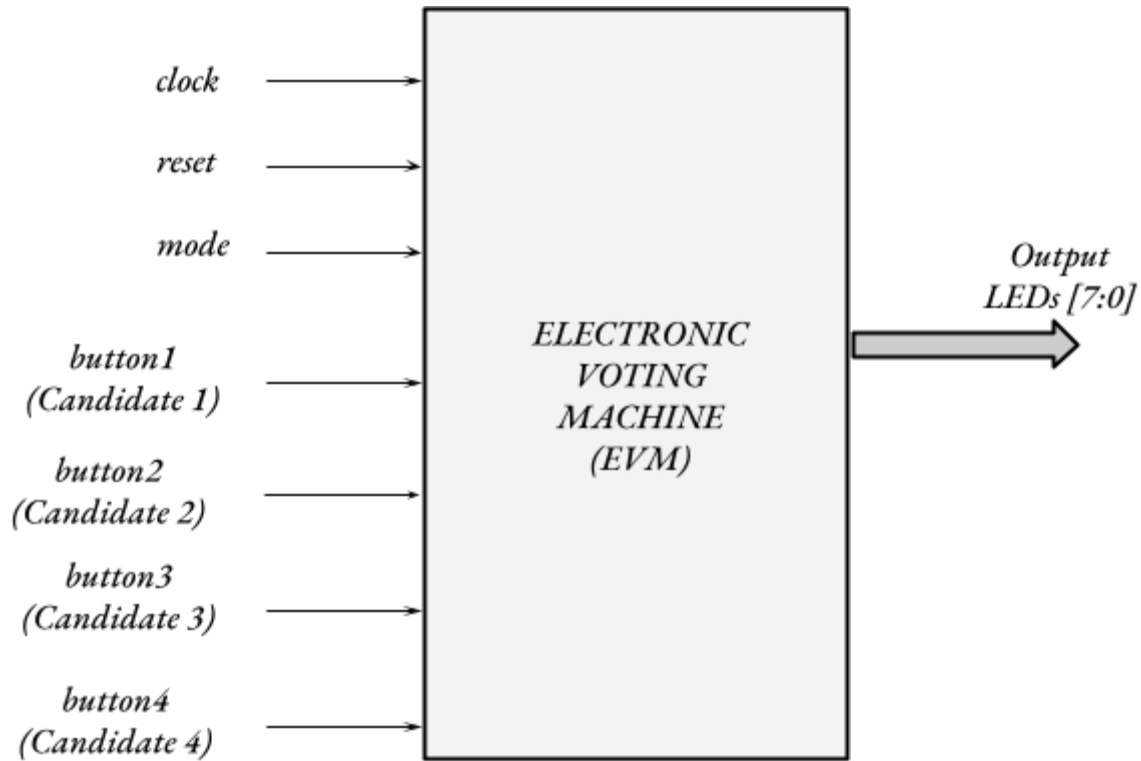 clock
reset
mode
button1
(Candidate 1)
button2
(Candidate 2)
button3
(Candidate 3)
button4
(Candidate 4)
ELECTRONIC
VOTING
MACHINE
(EVM)
Output
LEDs [7:0]